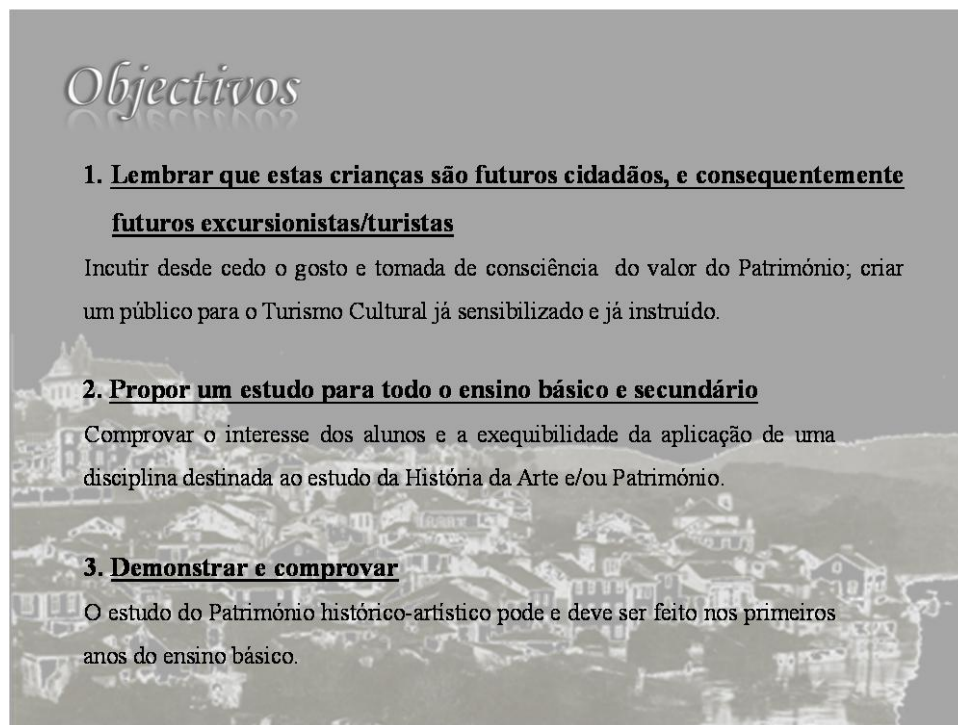 Objectivos
1. Lembrar que estas crianças são futuros cidadãos, e consequentemente
futuros excursionistas/turistas
Incutir desde cedo o gosto e tomada de consciência do valor do Património; criar
um público para o Turismo Cultural já sensibilizado e já instruído.
2. Propor um estudo para todo o ensino básico e secundário
Comprovar o interesse dos alunos e a exequibilidade da aplicação de uma
disciplina destinada ao estudo da História da Arte e/ou Património.
3. Demonstrar e comprovar
O estudo do Património histórico-artístico pode e deve ser feito nos primeiros
anos do ensino básico.